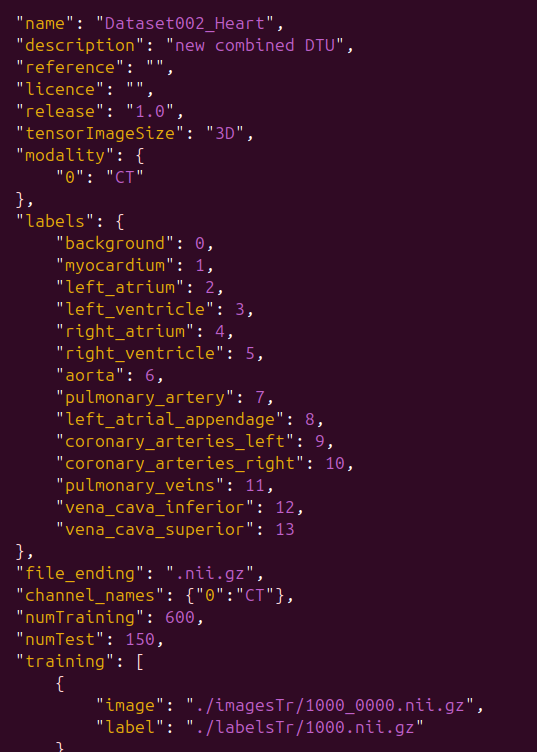 "name": "Dataset002_Heart",
"description": "new combined DTU",
"reference": "",
"licence": "",
"release": "1.0",
"tensorImageSize": "3D",
"modality": {
    "0": "CT"
},
"labels": {
    "background": 0,
    "myocardium": 1,
    "left_atrium": 2,
    "left_ventricle": 3,
    "right_atrium": 4,
    "right_ventricle": 5,
    "aorta": 6,
    "pulmonary_artery": 7,
    "left_atrial_appendage": 8,
    "coronary_arteries_left": 9,
    "coronary_arteries_right": 10,
    "pulmonary_veins": 11,
    "vena_cava_inferior": 12,
    "vena_cava_superior": 13
},
"file_ending": ".nii.gz",
"channel_names": {"0":"CT"},
"numTraining": 600,
"numTest": 150,
"training": [
    {
        "image": "./imagesTr/1000_0000.nii.gz",
        "label": "./labelsTr/1000.nii.gz"
    }